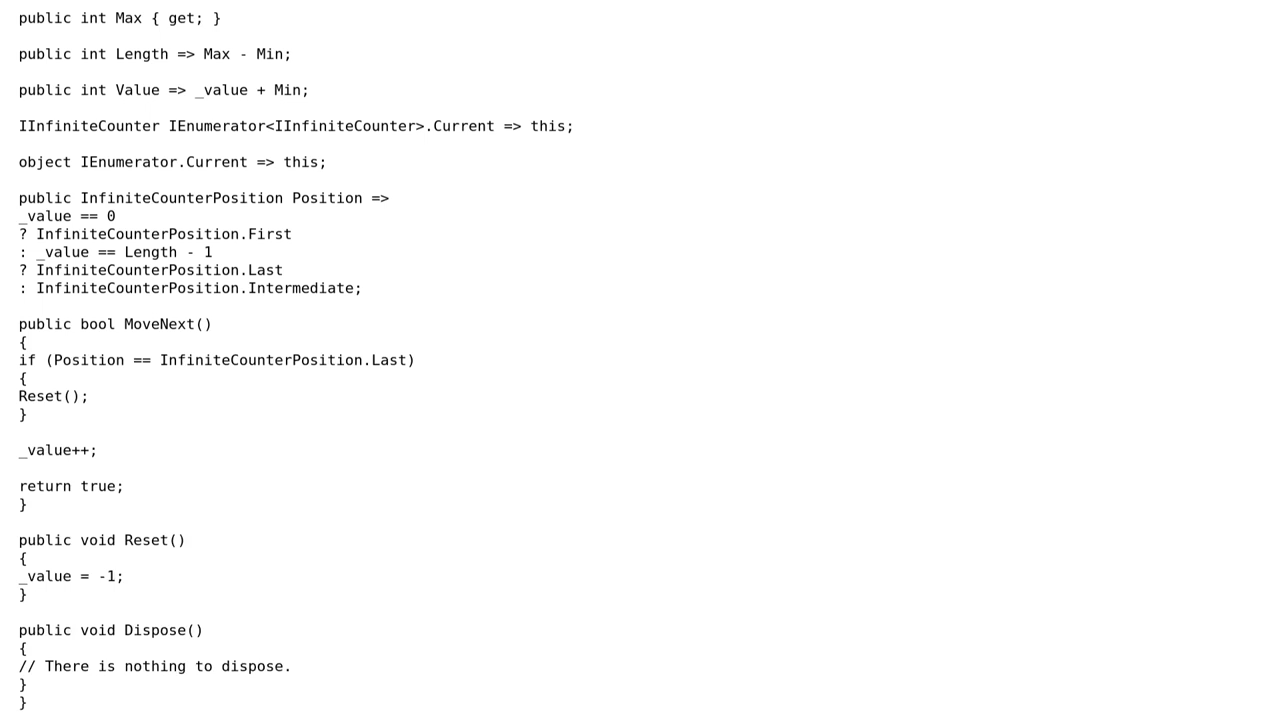 public int Max { get; }
public int Length => Max - Min;
public int Value => _value + Min;
IInfiniteCounter IEnumerator<IInfiniteCounter>.Current => this;
object IEnumerator.Current => this;
public InfiniteCounterPosition Position =>
_value == 0
? InfiniteCounterPosition.First
: _value == Length - 1
? InfiniteCounterPosition.Last
: InfiniteCounterPosition.Intermediate;
public bool MoveNext()
{
if (Position == InfiniteCounterPosition.Last)
{
Reset();
}
_value++;
return true;
}
public void Reset()
{
_value = -1;
}
public void Dispose()
{
// There is nothing to dispose.
}
}